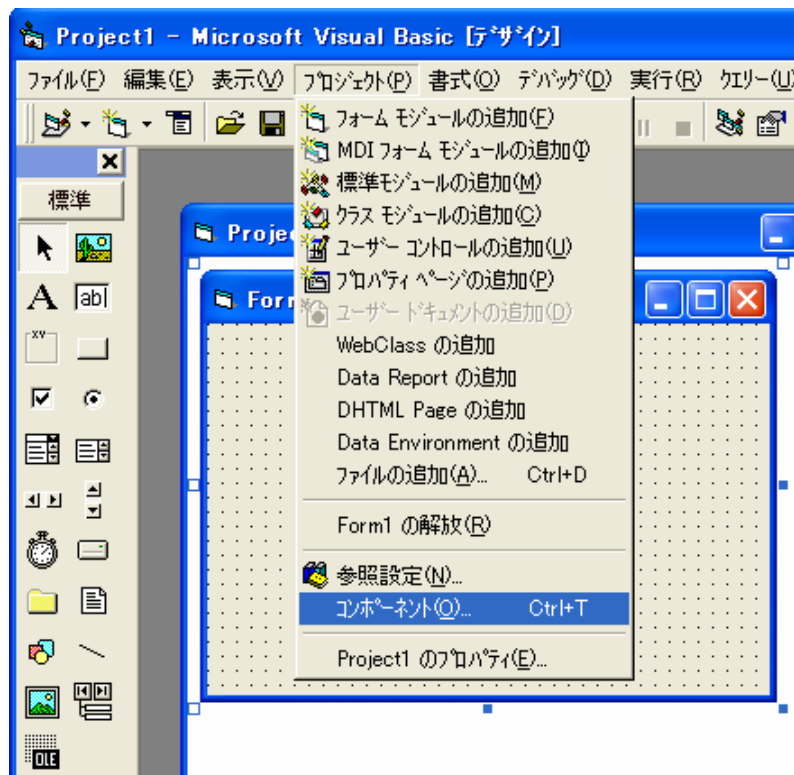 Project1 - Microsoft Visual Basic [ﾃﾞｻﾞｲﾝ]
ﾌｧｲﾙ(F) 編集(E) 表示(V) ﾌﾟﾛｼﾞｪｸﾄ(P) 書式(O) ﾃﾞﾊﾞｯｸﾞ(D) 実行(R) ｸｴﾘｰ(U)
標準
Proje
Form
ﾌｫｰﾑ ﾓｼﾞｭｰﾙの追加(F)
MDI ﾌｫｰﾑ ﾓｼﾞｭｰﾙの追加(I)
標準ﾓｼﾞｭｰﾙの追加(M)
ｸﾗｽ ﾓｼﾞｭｰﾙの追加(C)
ﾕｰｻﾞｰ ｺﾝﾄﾛｰﾙの追加(U)
ﾌﾟﾛﾊﾟﾃｨ ﾍﾟｰｼﾞの追加(P)
ﾕｰｻﾞｰ ﾄﾞｷｭﾒﾝﾄの追加(D)
WebClass の追加
Data Report の追加
DHTML Page の追加
Data Environment の追加
ﾌｧｲﾙの追加(A)... Ctrl+D
Form1 の解放(R)
参照設定(N)...
ｺﾝﾎﾟｰﾈﾝﾄ(O)... Ctrl+T
Project1 のﾌﾟﾛﾊﾟﾃｨ(E)...
A
ab
XY
OLE